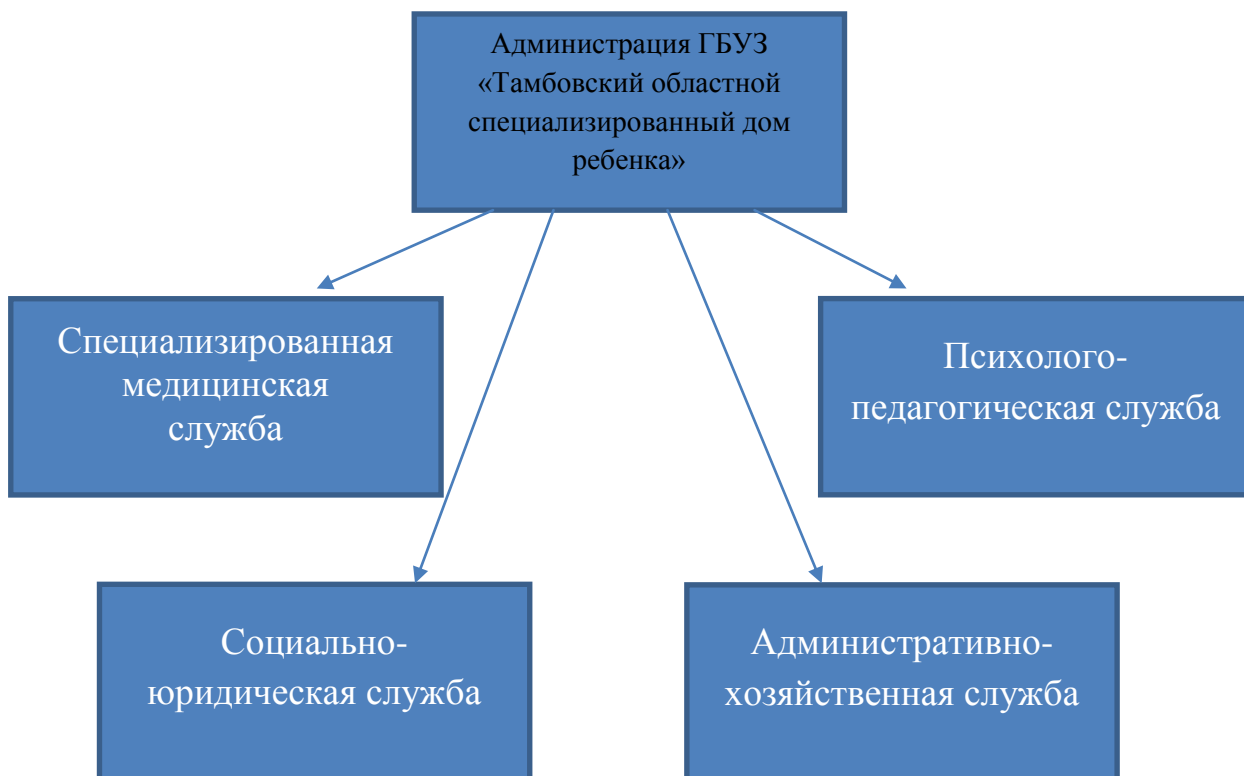 Администрация ГБУЗ
«Тамбовский областной
специализированный дом
ребенка»
Специализированная
медицинская
служба
Психолого-
педагогическая служба
Социально-
юридическая служба
Административно-
хозяйственная служба